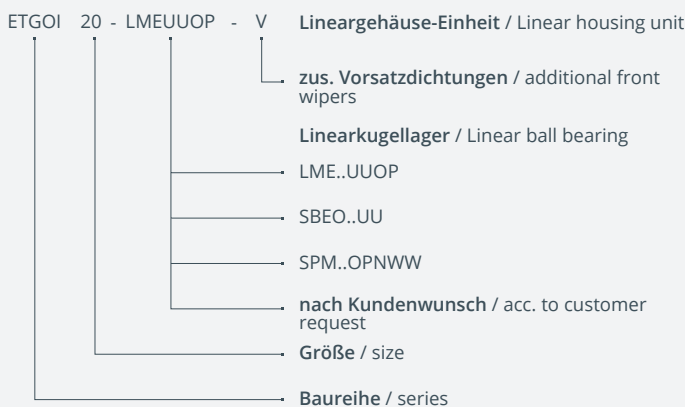 ETGOI 20 - LMEUUOP - V
Lineargehäuse-Einheit / Linear housing unit
zus. Vorsatzdichtungen / additional front
wipers
Linearkugellager / Linear ball bearing
LME..UUOP
SBEO..UU
SPM..OPNWW
nach Kundenwunsch / acc. to customer
request
Größe / size
Baureihe / series